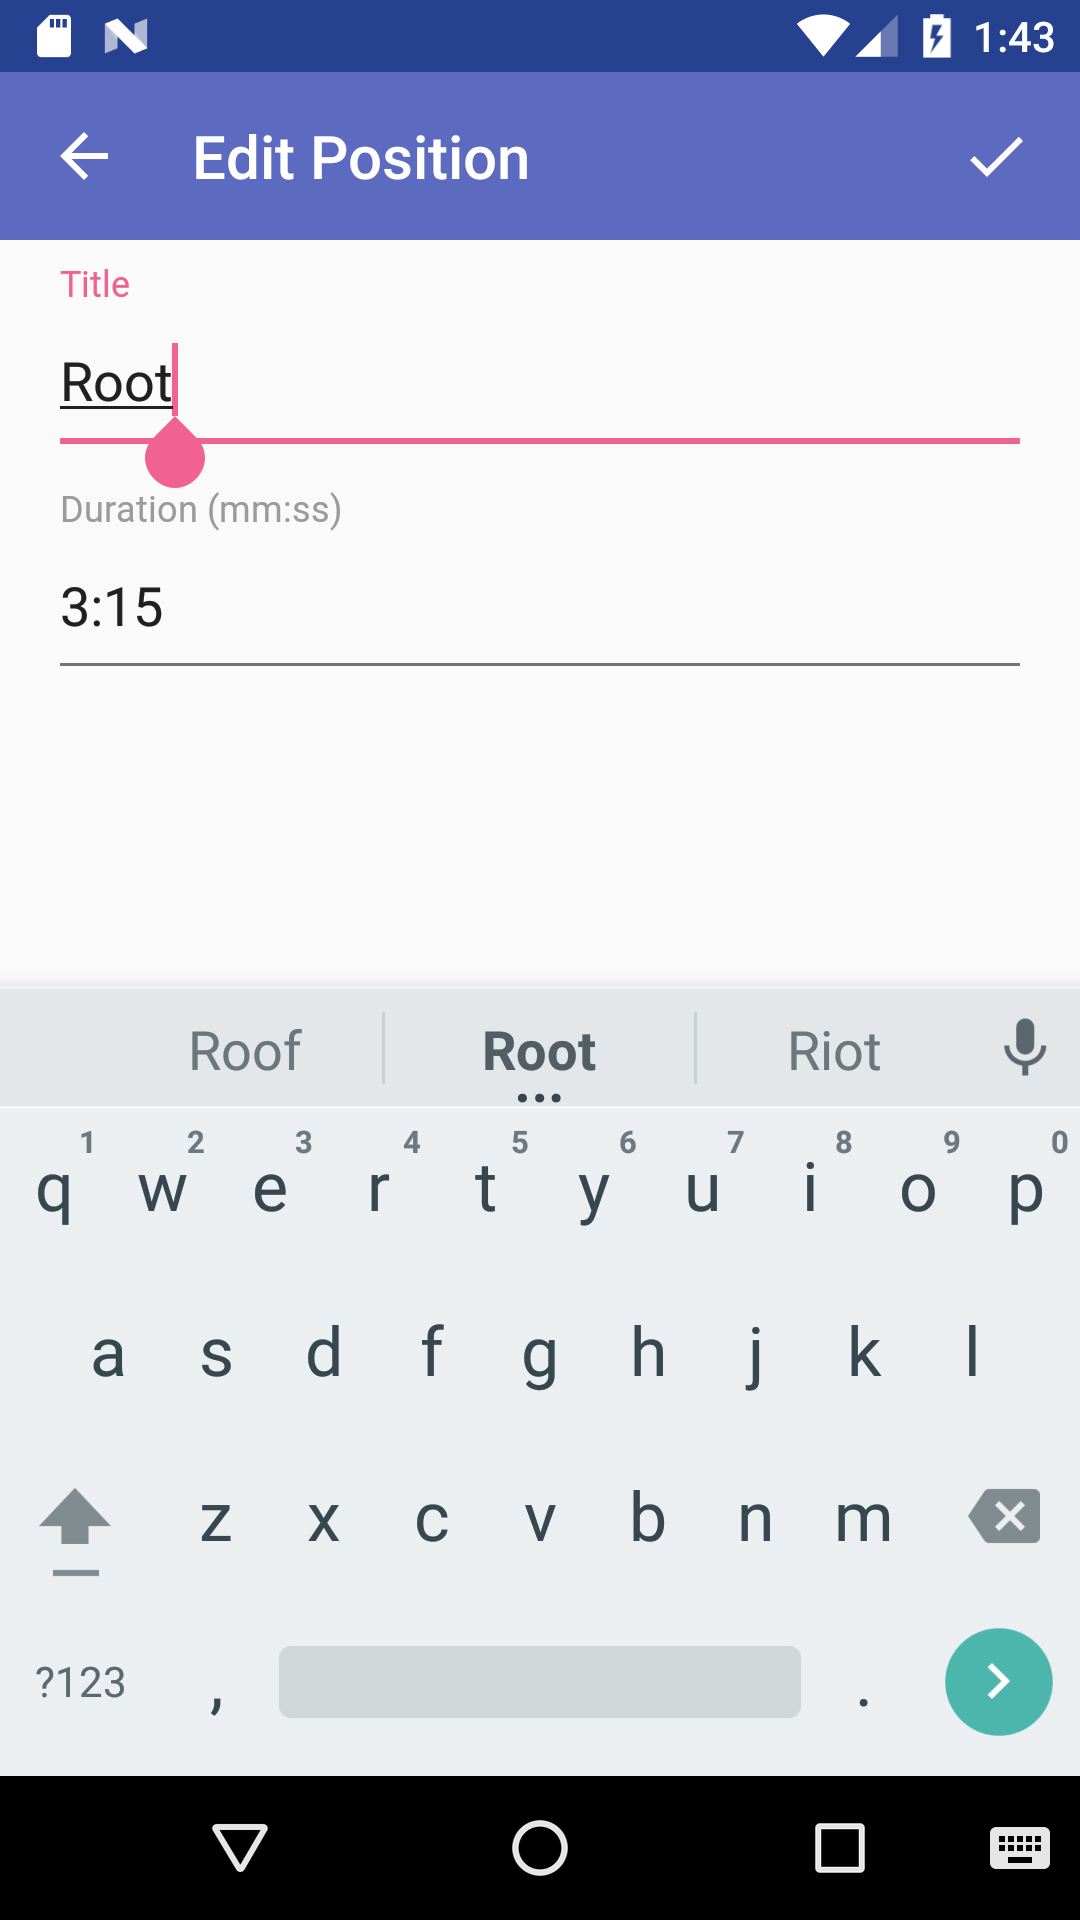 1:43
Edit Position
Title
Root
Duration (mm:ss)
3:15
Roof Root Riot
1 2 3 4 5 6 7 8 9 0
q w e r t y u i o p
a s d f g h j k l
z x c v b n m
?123 , .